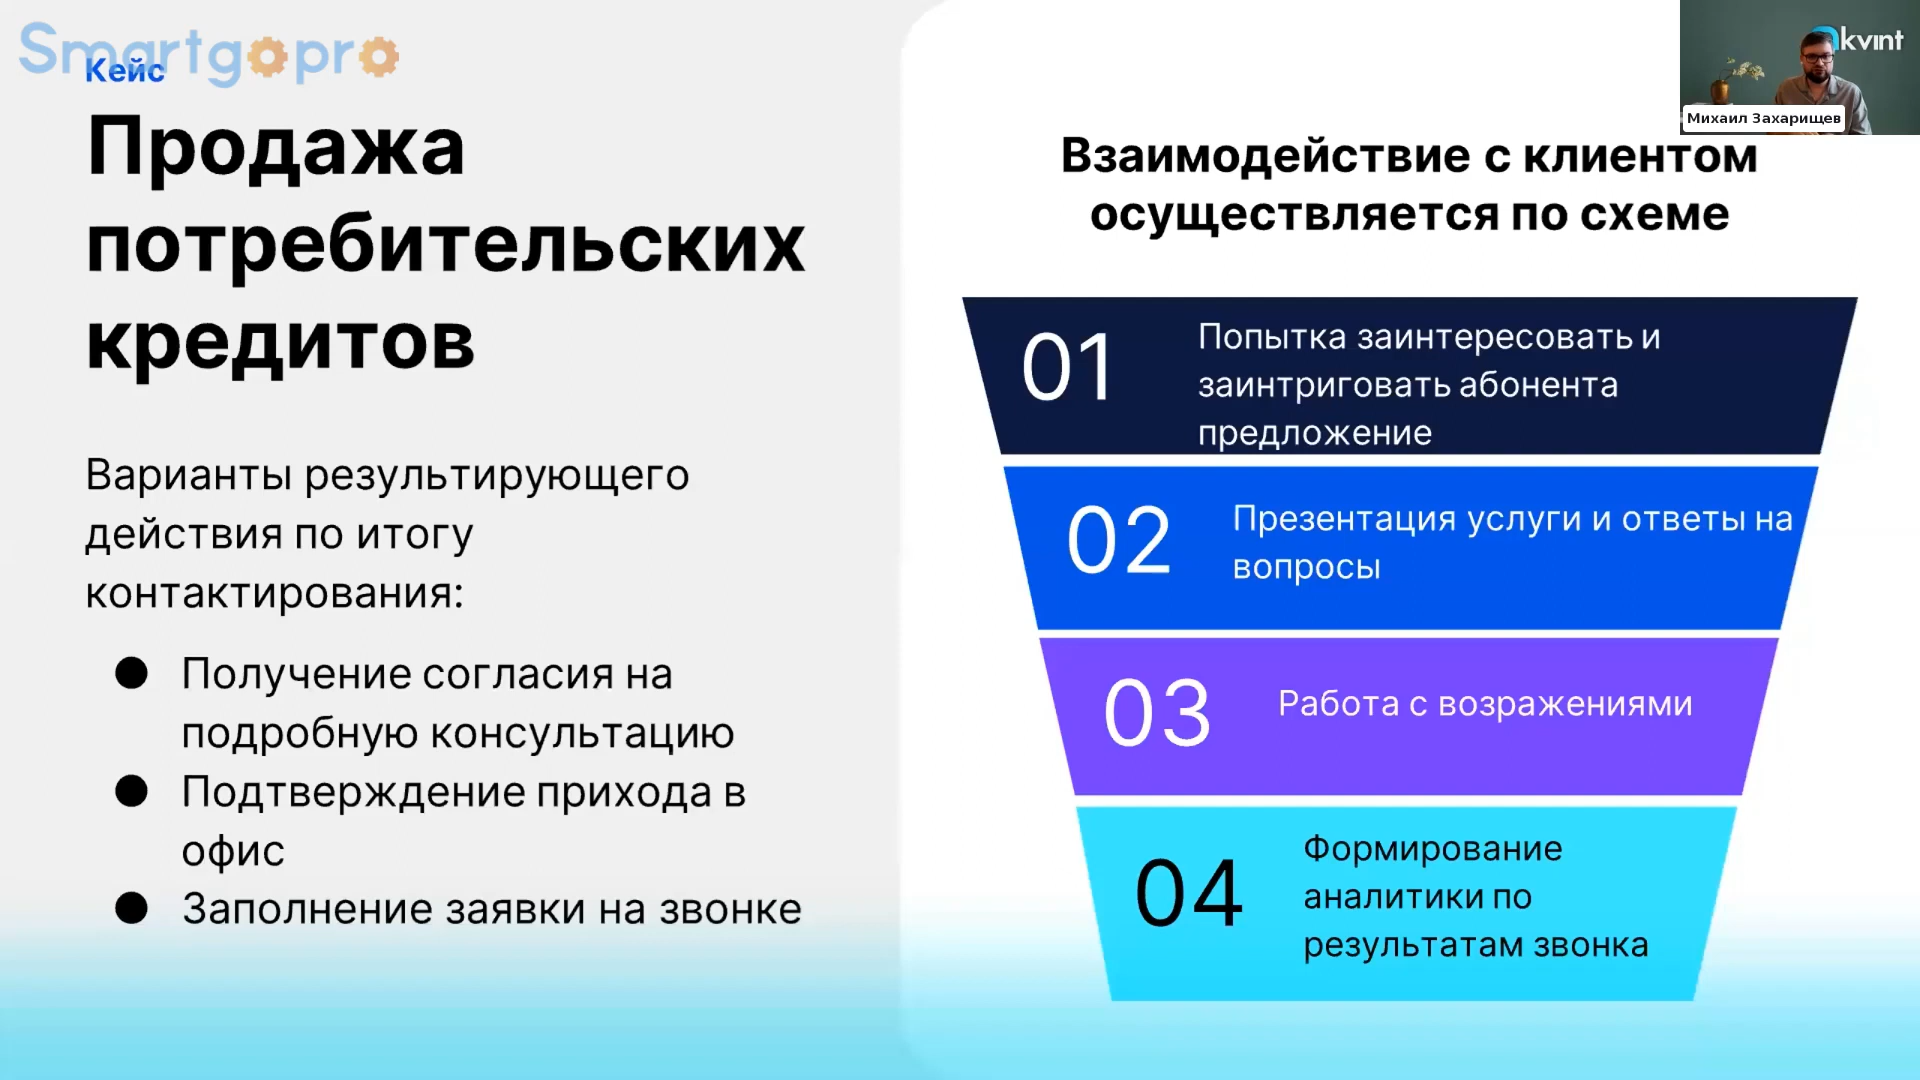 Smartgopro
Кейс
Продажа
потребительских
кредитов
Варианты результирующего
действия по итогу
контактирования:
● Получение согласия на
подробную консультацию
● Подтверждение прихода в
офис
● Заполнение заявки на звонке
kvint
Михаил Захарищев
Взаимодействие с клиентом
осуществляется по схеме
01
Попытка заинтересовать и
заинтриговать абонента
предложение
02
Презентация услуги и ответы на
вопросы
03
Работа с возражениями
04
Формирование
аналитики по
результатам звонка